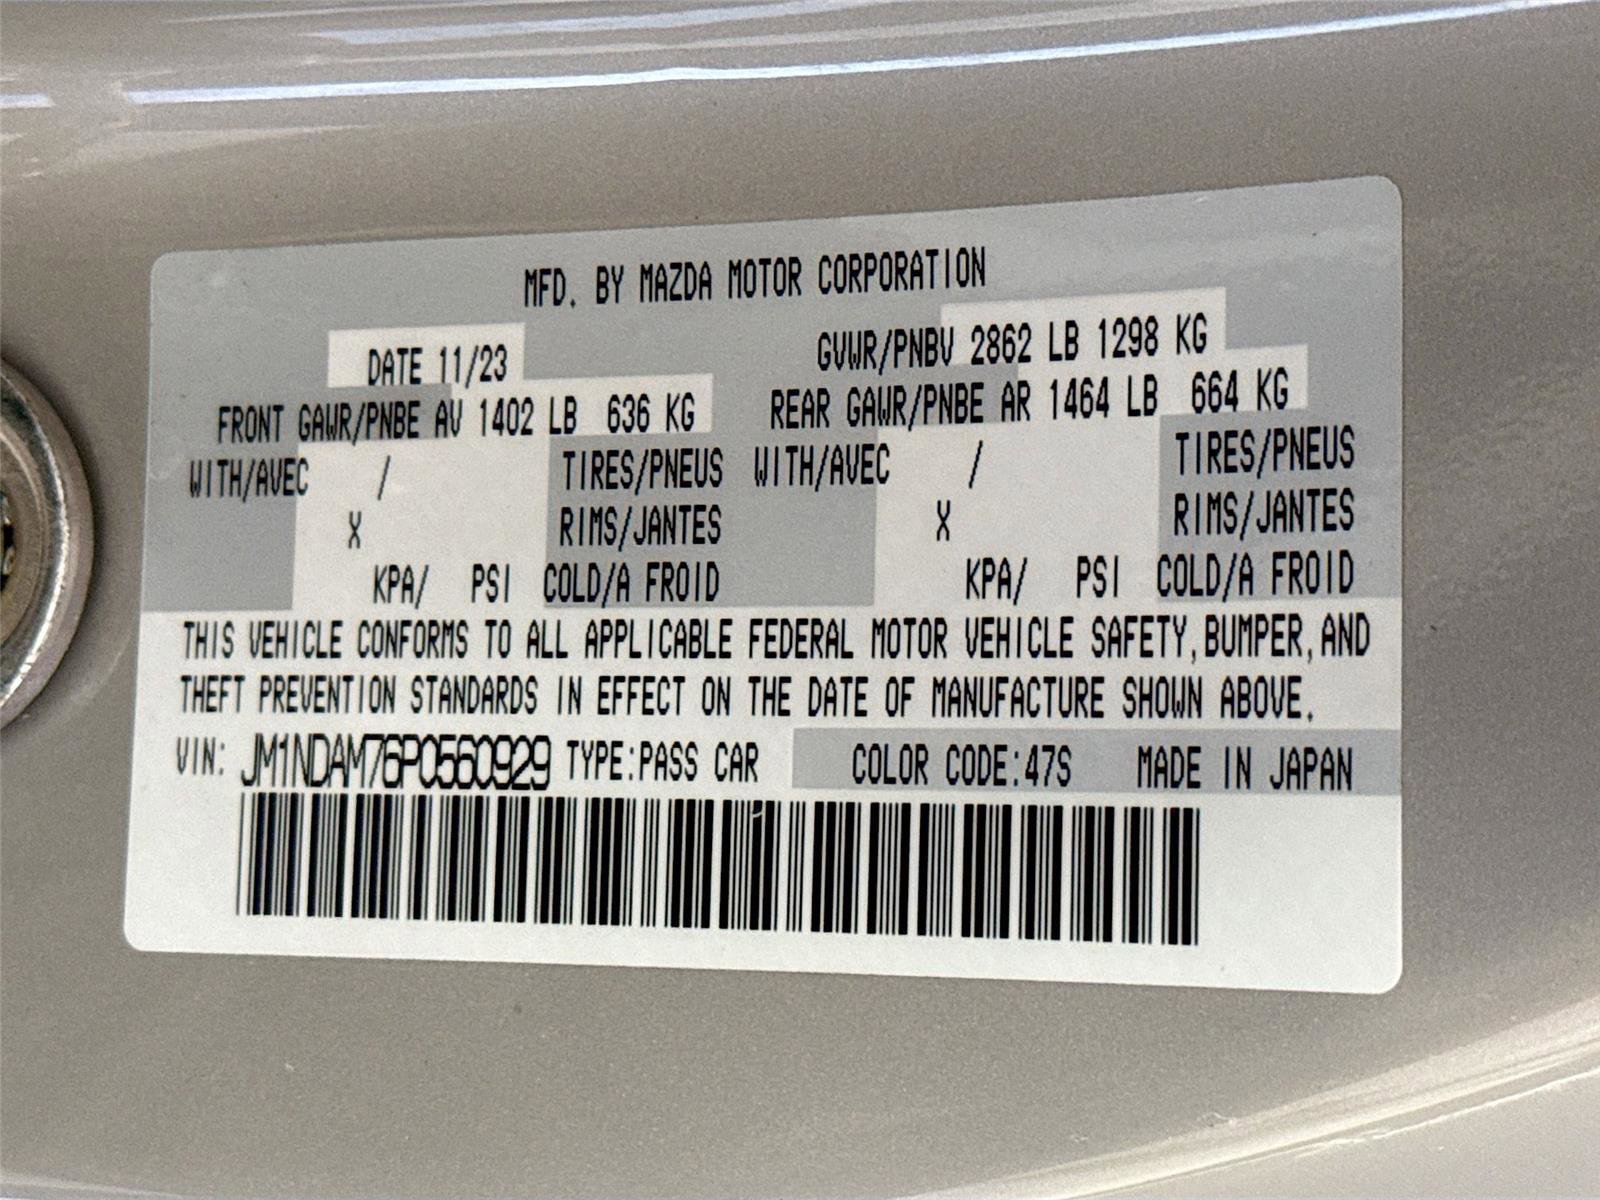 MFD. BY MAZDA MOTOR CORPORATION
DATE 11/23 GVWR/PNBV 2862 LB 1298 KG
FRONT GAWR/PNBE AV 1402 LB 636 KG REAR GAWR/PNBE AR 1464 LB 664 KG
WITH/AVEC / TIRES/PNEUS WITH/AVEC / TIRES/PNEUS
X RIMS/JANTES X RIMS/JANTES
KPA/ PSI COLD/A FROID KPA/ PSI COLD/A FROID
THIS VEHICLE CONFORMS TO ALL APPLICABLE FEDERAL MOTOR VEHICLE SAFETY, BUMPER, AND
THEFT PREVENTION STANDARDS IN EFFECT ON THE DATE OF MANUFACTURE SHOWN ABOVE.
VIN: JM1NDAM76P0560929 TYPE:PASS CAR COLOR CODE:47S MADE IN JAPAN